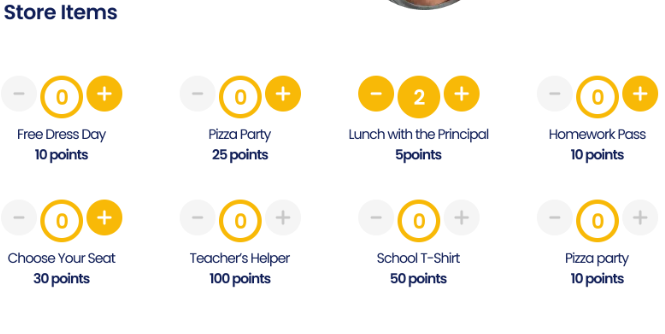 Store Items
- 0 + - 0 + - 2 + - 0 +
Free Dress Day Pizza Party Lunch with the Principal Homework Pass
10 points 25 points 5points 10 points
- 0 + - 0 + - 0 + - 0 +
Choose Your Seat Teacher's Helper School T-Shirt Pizza party
30 points 100 points 50 points 10 points